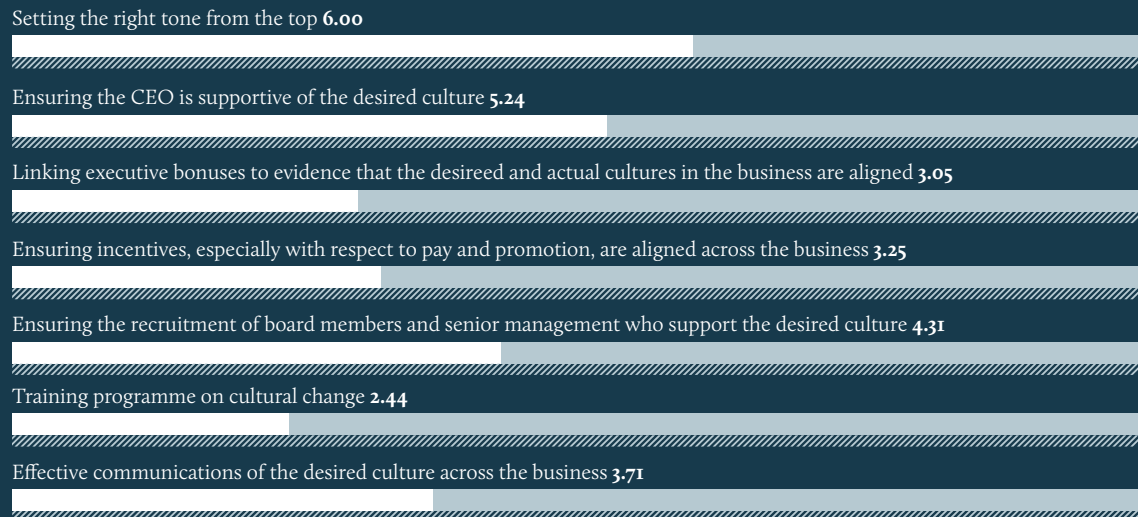 Setting the right tone from the top 6.00
Ensuring the CEO is supportive of the desired culture 5.24
Linking executive bonuses to evidence that the desireed and actual cultures in the business are aligned 3.05
Ensuring incentives, especially with respect to pay and promotion, are aligned across the business 3.25
Ensuring the recruitment of board members and senior management who support the desired culture 4.31
Training programme on cultural change 2.44
Effective communications of the desired culture across the business 3.71